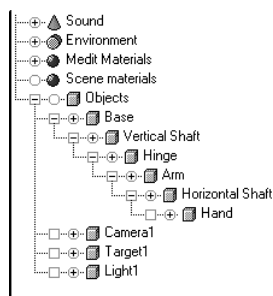 Sound
Environment
Medit Materials
Scene materials
Objects
Base
Vertical Shaft
Hinge
Arm
Horizontal Shaft
Hand
Camera1
Target1
Light1